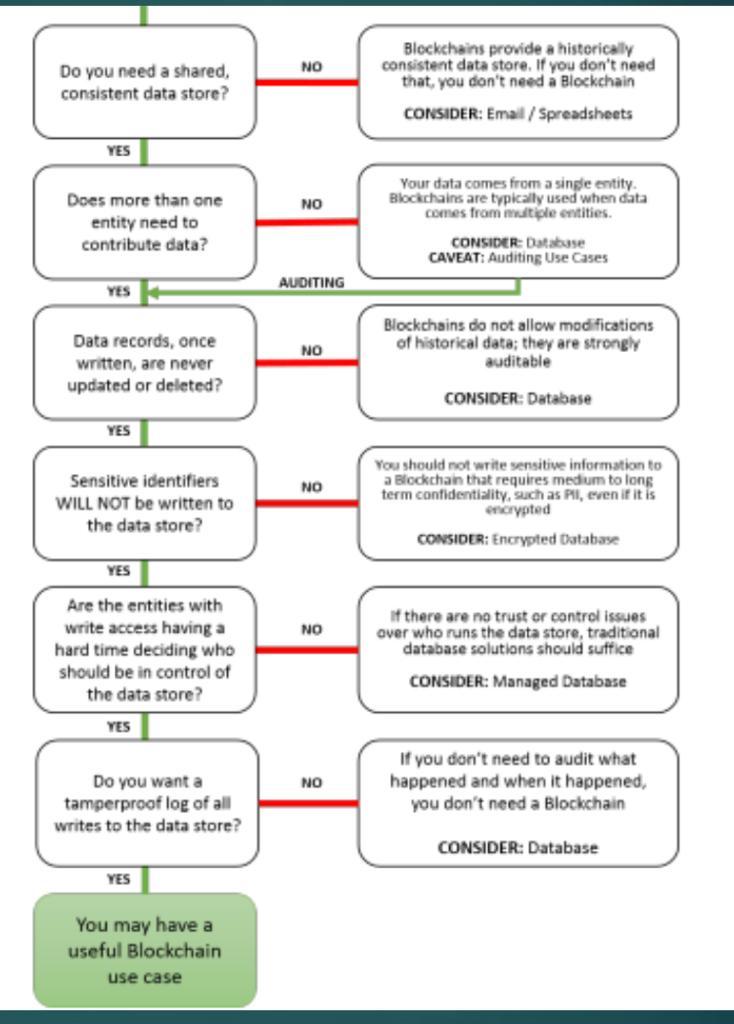 Do you need a shared,
consistent data store?
NO
Blockchains provide a historically
consistent data store. If you don't need
that, you don't need a Blockchain
CONSIDER: Email / Spreadsheets
YES
Does more than one
entity need to
contribute data?
NO
Your data comes from a single entity.
Blockchains are typically used when data
comes from multiple entities.
CONSIDER: Database
CAVEAT: Auditing Use Cases
AUDITING
YES
Data records, once
written, are never
updated or deleted?
NO
Blockchains do not allow modifications
of historical data; they are strongly
auditable
CONSIDER: Database
YES
Sensitive identifiers
WILL NOT be written to
the data store?
NO
You should not write sensitive information to
a Blockchain that requires medium to long
term confidentiality, such as PII, even if it is
encrypted
CONSIDER: Encrypted Database
YES
Are the entities with
write access having a
hard time deciding who
should be in control of
the data store?
NO
If there are no trust or control issues
over who runs the data store, traditional
database solutions should suffice
CONSIDER: Managed Database
YES
Do you want a
tamperproof log of all
writes to the data store?
NO
If you don't need to audit what
happened and when it happened,
you don't need a Blockchain
CONSIDER: Database
YES
You may have a
useful Blockchain
use case